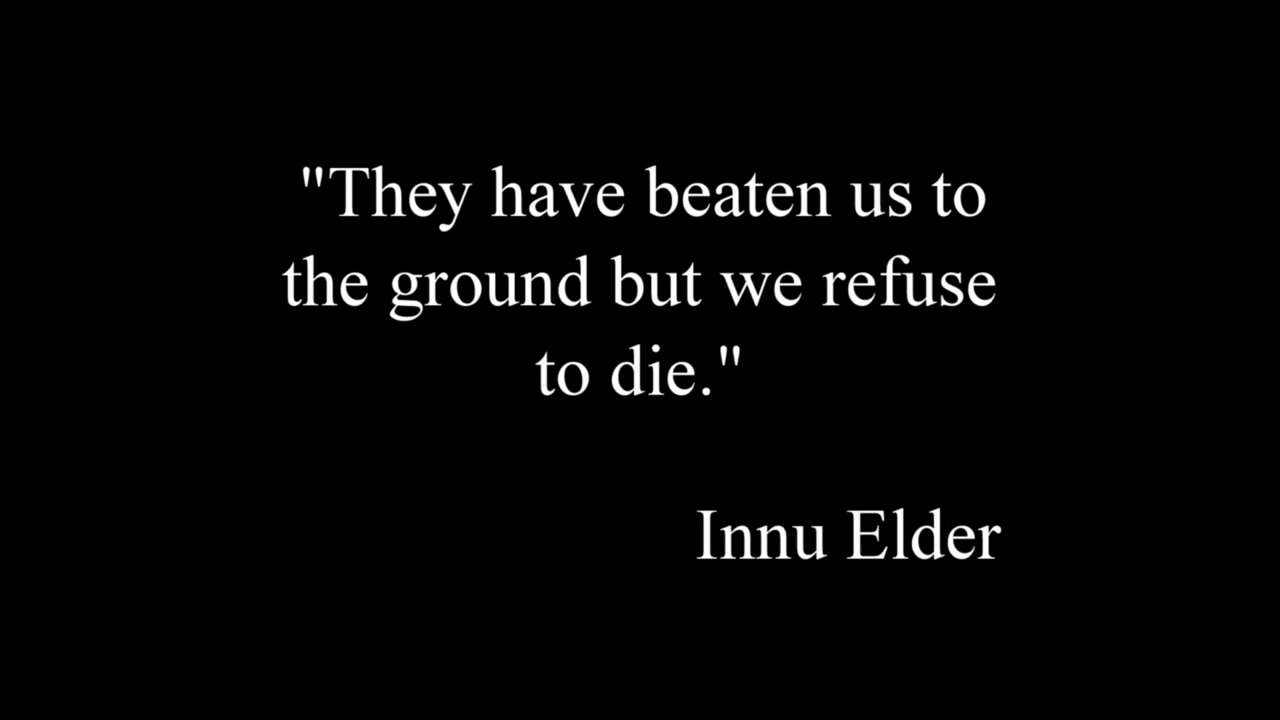 "They have beaten us to
the ground but we refuse
to die."
Innu Elder